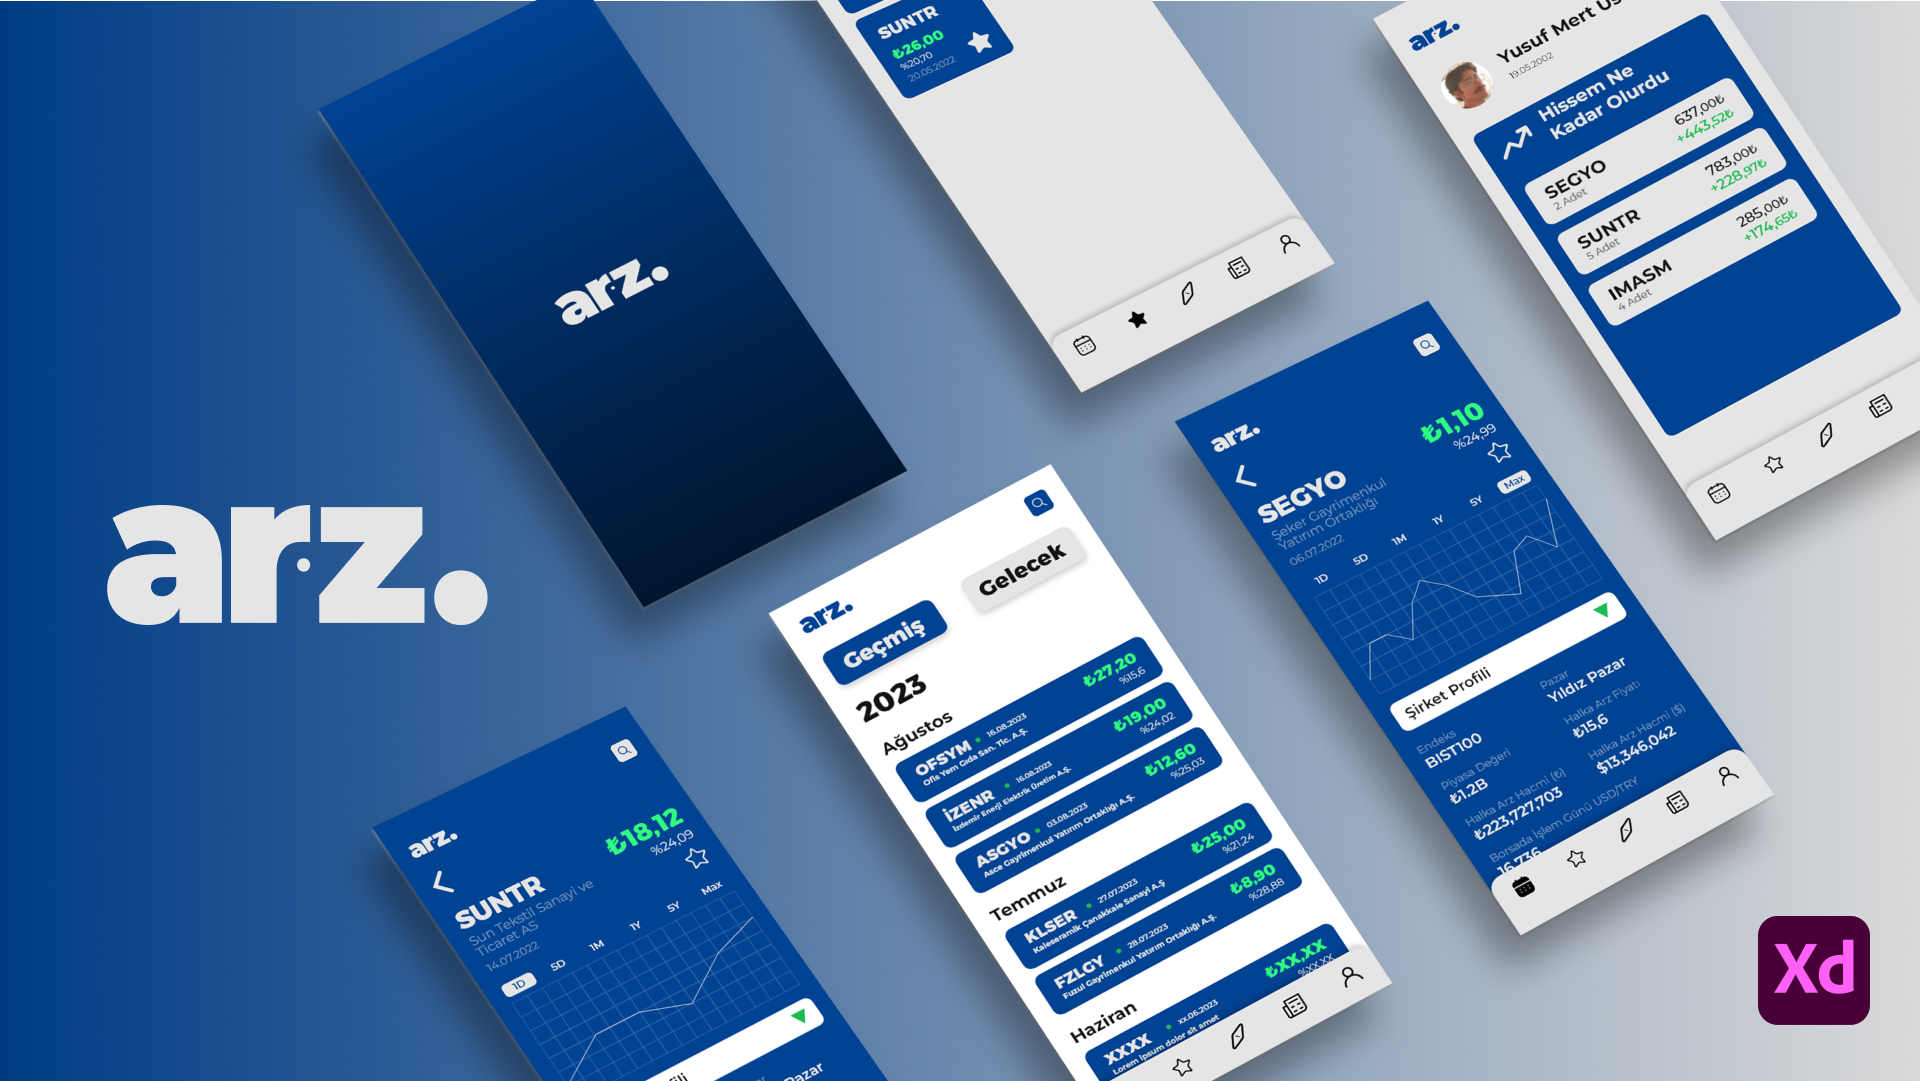 arz.
arz.
SUNTR
₺26,00
%20,70
20.05.2022
arz.
Yusuf Mert
19.05.2002
Hissem Ne
Kadar Olurdu
SEGYO
2 Adet
637,00₺
+443,52₺
SUNTR
5 Adet
783,00₺
+228,97₺
IMASM
4 Adet
285,00₺
+174,65₺
arz.
₺1,10
%24,99
SEGYO
Şeker Gayrimenkul
Yatırım Ortaklığı
06.07.2022
1D 5D 1M 1Y 5Y Max
Şirket Profili
Endeks
BIST100
Pazar
Yıldız Pazar
Piyasa Değeri
₺1.2B
Halka Arz Fiyatı
₺15,6
Halka Arz Hacmi (₺)
₺223,727,703
Halka Arz Hacmi ($)
$13,346,042
Borsada İşlem Günü USD/TRY
16,736
arz.
Geçmiş
Gelecek
2023
Ağustos
OFSYM • 16.08.2023
Ofis Yem Gıda San. Tic. A.Ş.
₺27,20
%15,6
İZENR • 16.08.2023
İzdemir Enerji Elektrik Üretim A.Ş.
₺19,00
%24,02
ASGYO • 03.08.2023
Asce Gayrimenkul Yatırım Ortaklığı A.Ş.
₺12,60
%25,03
Temmuz
KLSER • 27.07.2023
Kaleseramik Çanakkale Sanayi A.Ş
₺25,00
%21,24
FZLGY • 28.07.2023
Fuzul Gayrimenkul Yatırım Ortaklığı A.Ş.
₺8,90
%28,88
Haziran
XXXX • xx.06.2023
Lorem ipsum dolor sit amet
₺XX,XX
%XX,XX
arz.
₺18,12
%24,09
SUNTR
Sun Tekstil Sanayi ve
Ticaret AS
14.07.2022
1D 5D 1M 1Y 5Y Max
Xd